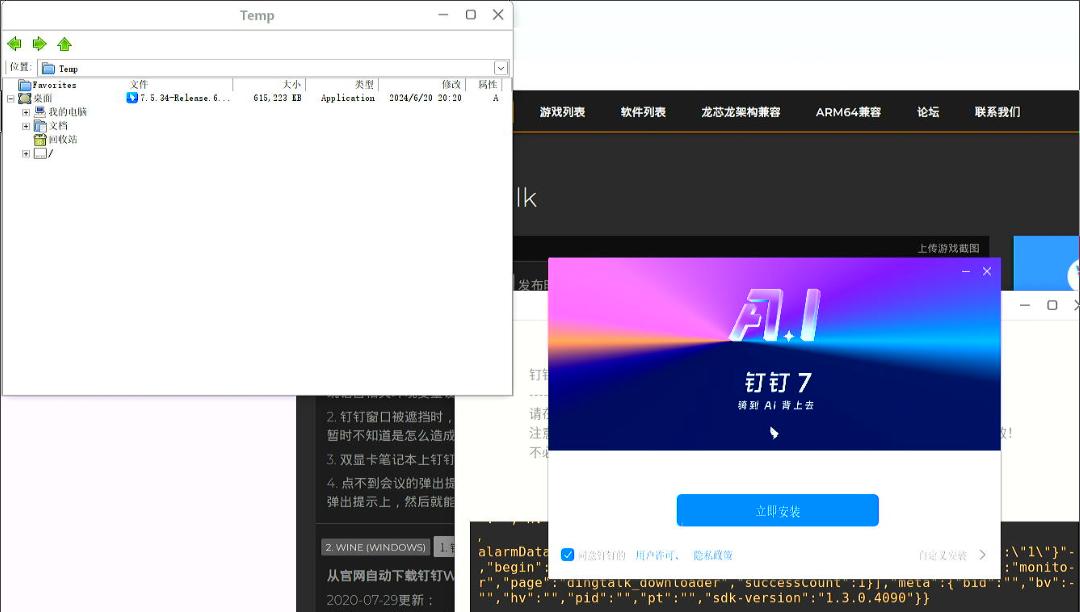 Temp
位置:
Temp
Favorites
桌面
我的电脑
文档
回收站
/
文件 大小 类型 修改 属性
7.5.34-Release.6... 615,223 KB Application 2024/6/20 20:20 A
游戏列表 软件列表 龙芯龙架构兼容 ARM64兼容 论坛 联系我们
lk
上传游戏截图
发布
A.I
钉钉 7
骑到 Ai 背上去
立即安装
同意钉钉的 用户许可、 隐私政策
自定义安装
钉
请
注意
不必
2. 钉钉窗口被遮挡时，
暂时不知道是怎么造成
3. 双显卡笔记本上钉钉
4. 点不到会议的弹出提
弹出提示上，然后就能
2. WINE (WINDOWS) 1.
从官网自动下载钉钉W
2020-07-29更新：
,
alarmData :\"1\"}"-
,"begin": :"monito-
r","page":"dingtalk_downloader","successCount":1}],"meta":{"bid":"","bv":-
"","hv":"","pid":"","pt":"","sdk-version":"1.3.0.4090"}}